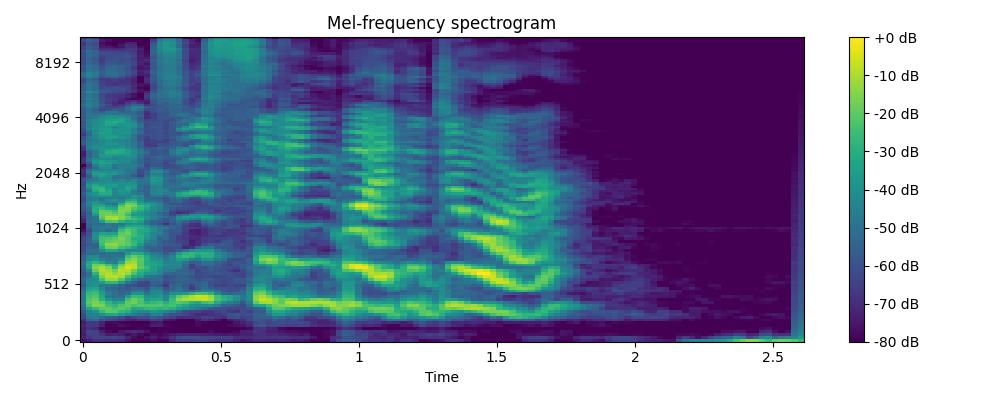 Mel-frequency spectrogram
Hz
8192
4096
2048
1024
512
0
0
0.5
1
1.5
2
2.5
Time
+0 dB
-10 dB
-20 dB
-30 dB
-40 dB
-50 dB
-60 dB
-70 dB
-80 dB